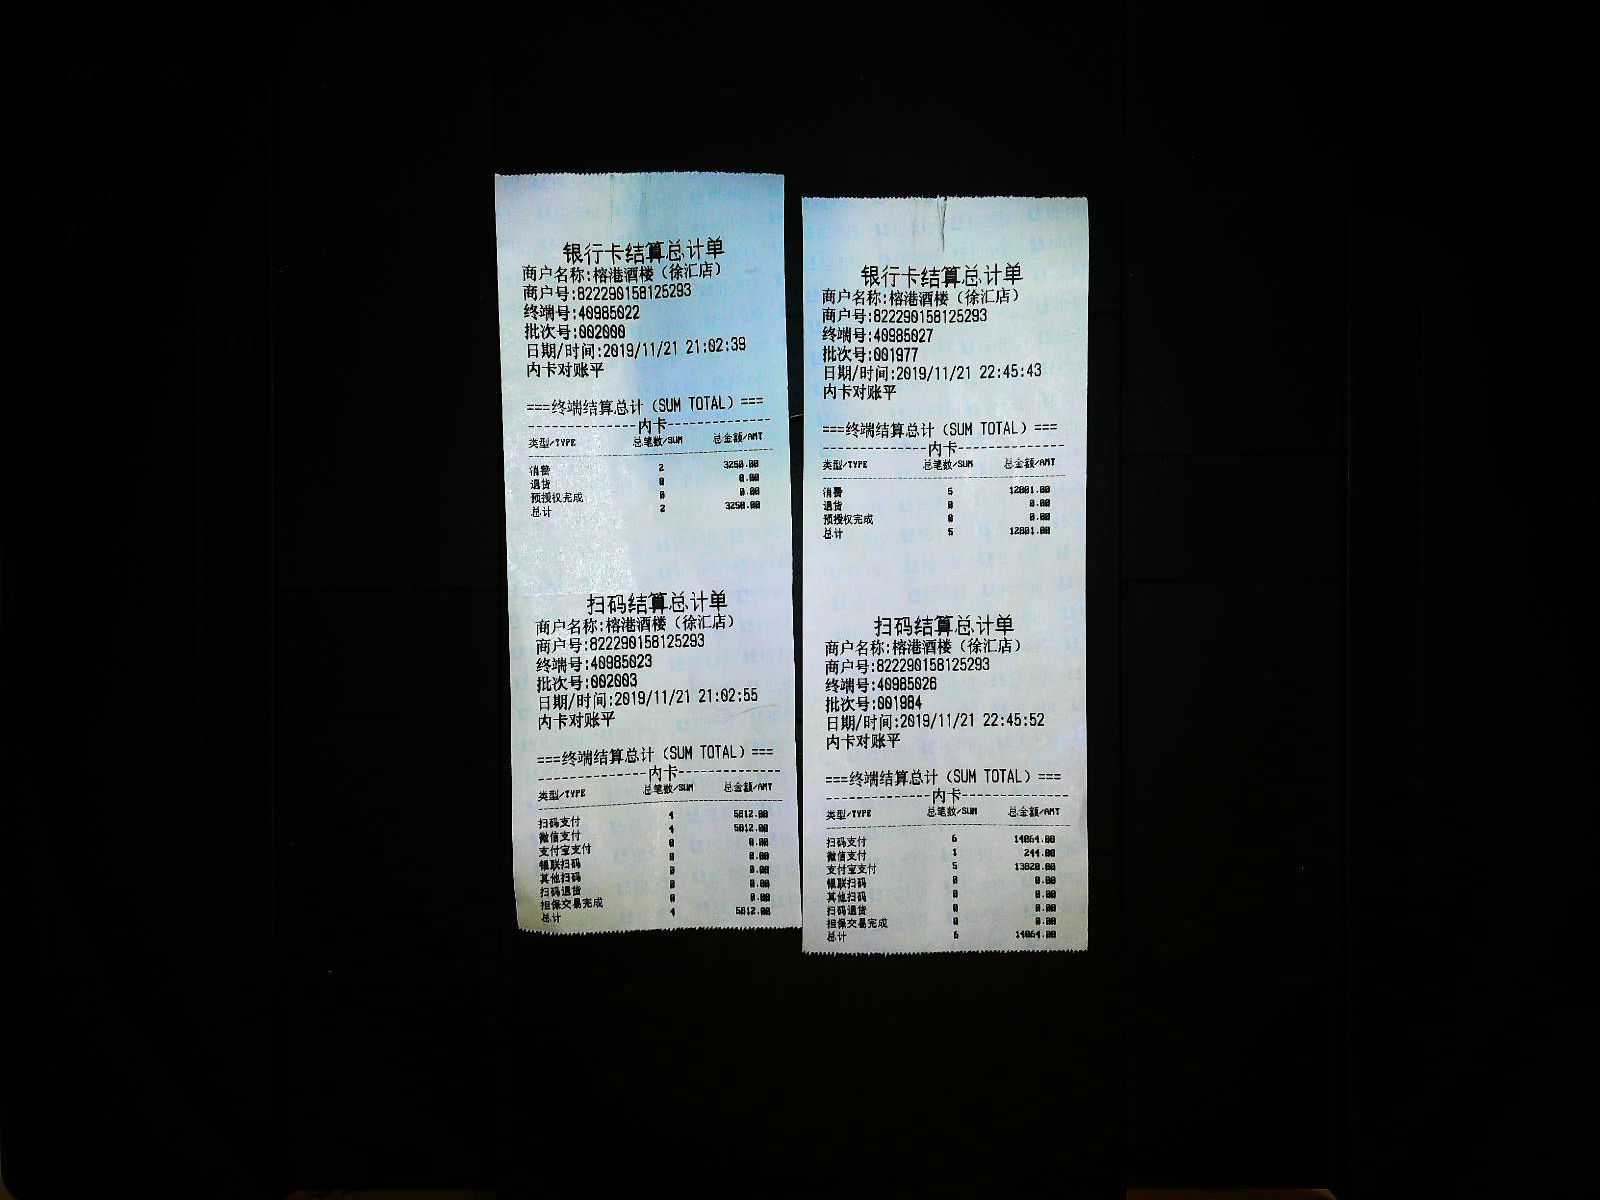 银行卡结算总计单
商户名称:榕港酒楼（徐汇店）
商户号:822290158125293
终端号:40985022
批次号:002000
日期/时间:2019/11/21 21:02:39
内卡对账平
===终端结算总计（SUM TOTAL）===
----------------内卡----------------
类型/TYPE 总笔数/SUM 总金额/AMT
消费 2 3250.00
退货 0 0.00
预授权完成 0 0.00
总计 2 3250.00
扫码结算总计单
商户名称:榕港酒楼（徐汇店）
商户号:822290158125293
终端号:40985023
批次号:002003
日期/时间:2019/11/21 21:02:55
内卡对账平
===终端结算总计（SUM TOTAL）===
----------------内卡----------------
类型/TYPE 总笔数/SUM 总金额/AMT
扫码支付 4 5012.00
微信支付 4 5012.00
支付宝支付 0 0.00
银联扫码 0 0.00
其他扫码 0 0.00
扫码退货 0 0.00
担保交易完成 0 0.00
总计 4 5012.00
银行卡结算总计单
商户名称:榕港酒楼（徐汇店）
商户号:822290158125293
终端号:40985027
批次号:001977
日期/时间:2019/11/21 22:45:43
内卡对账平
===终端结算总计（SUM TOTAL）===
----------------内卡----------------
类型/TYPE 总笔数/SUM 总金额/AMT
消费 5 12801.00
退货 0 0.00
预授权完成 0 0.00
总计 5 12801.00
扫码结算总计单
商户名称:榕港酒楼（徐汇店）
商户号:822290158125293
终端号:40985026
批次号:001984
日期/时间:2019/11/21 22:45:52
内卡对账平
===终端结算总计（SUM TOTAL）===
----------------内卡----------------
类型/TYPE 总笔数/SUM 总金额/AMT
扫码支付 6 14064.00
微信支付 1 244.00
支付宝支付 5 13820.00
银联扫码 0 0.00
其他扫码 0 0.00
扫码退货 0 0.00
担保交易完成 0 0.00
总计 6 14064.00